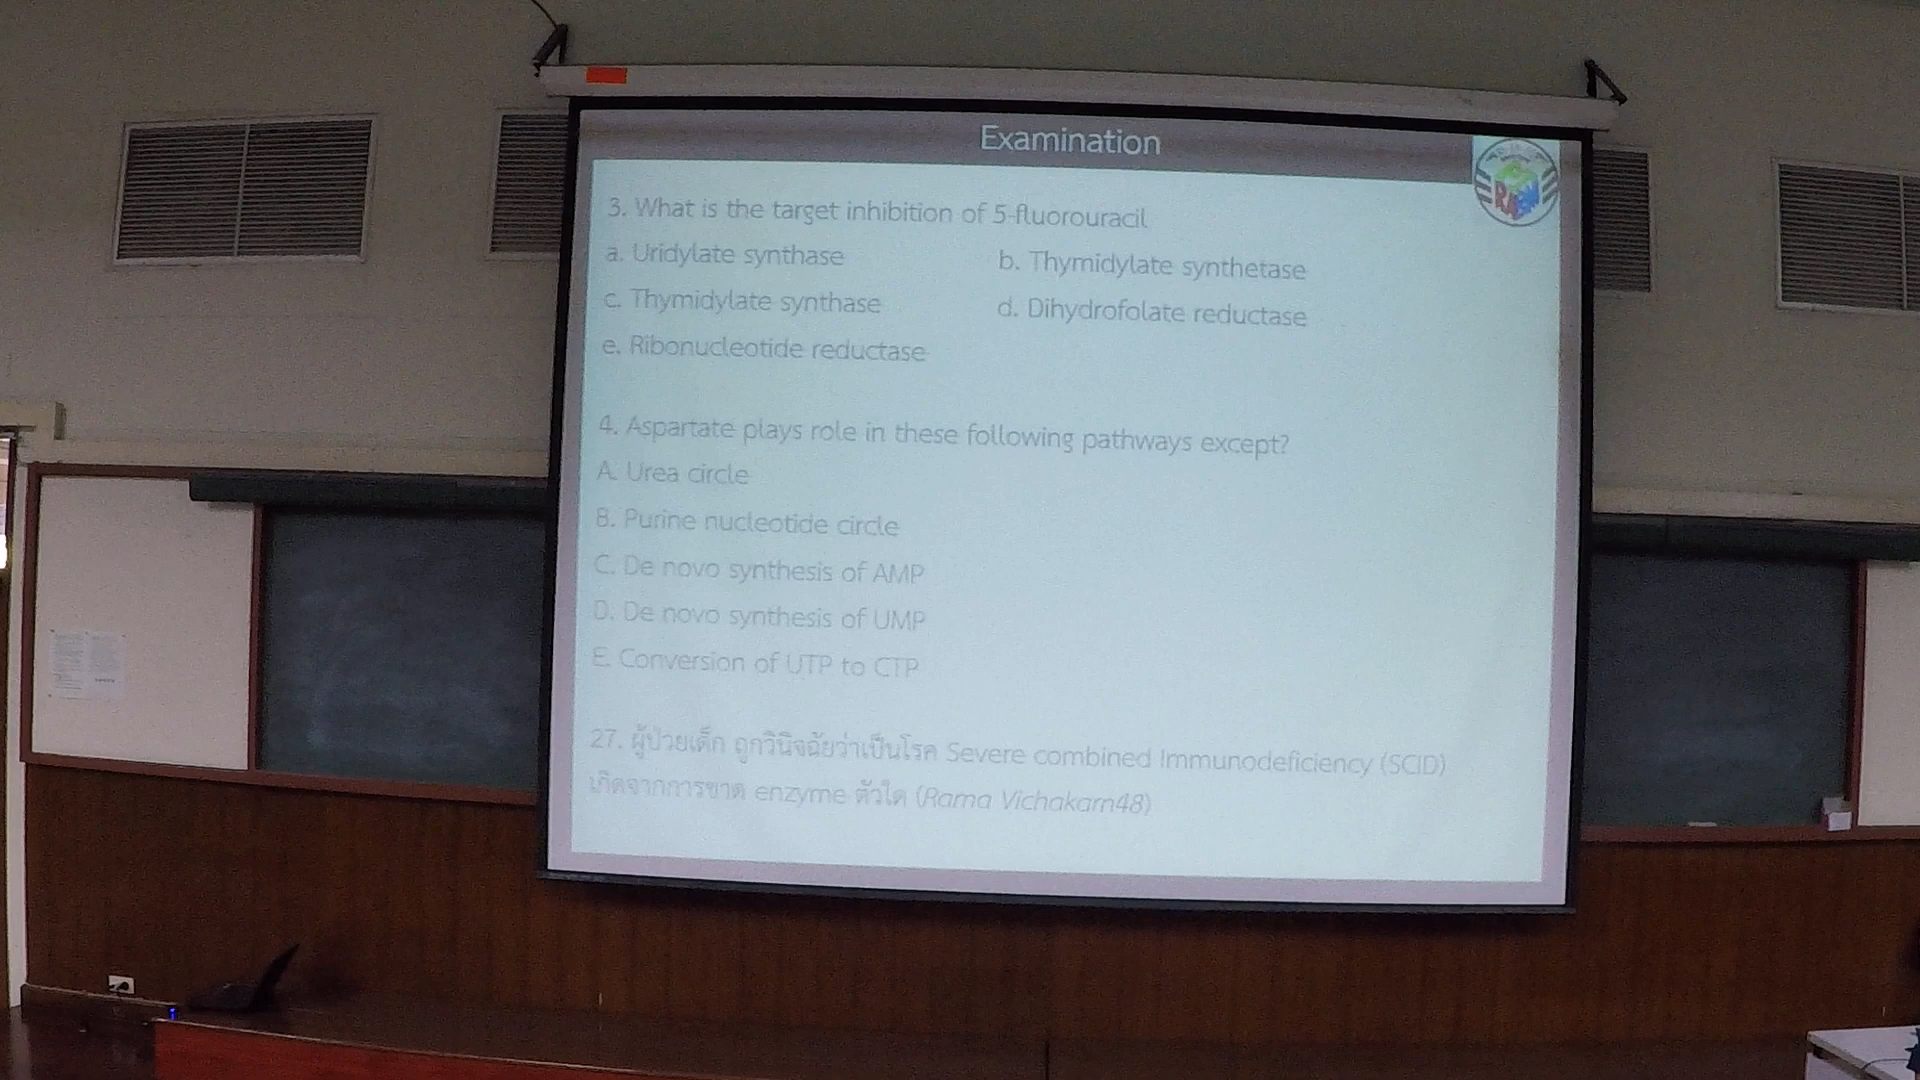 Examination
3. What is the target inhibition of 5-fluorouracil
a. Uridylate synthase b. Thymidylate synthetase
c. Thymidylate synthase d. Dihydrofolate reductase
e. Ribonucleotide reductase
4. Aspartate plays role in these following pathways except?
A. Urea circle
B. Purine nucleotide circle
C. De novo synthesis of AMP
D. De novo synthesis of UMP
E. Conversion of UTP to CTP
27. ผู้ป่วยเด็ก ถูกวินิจฉัยว่าเป็นโรค Severe combined Immunodeficiency (SCID)
เกิดจากการขาด enzyme ตัวใด (Rama Vichakarn48)